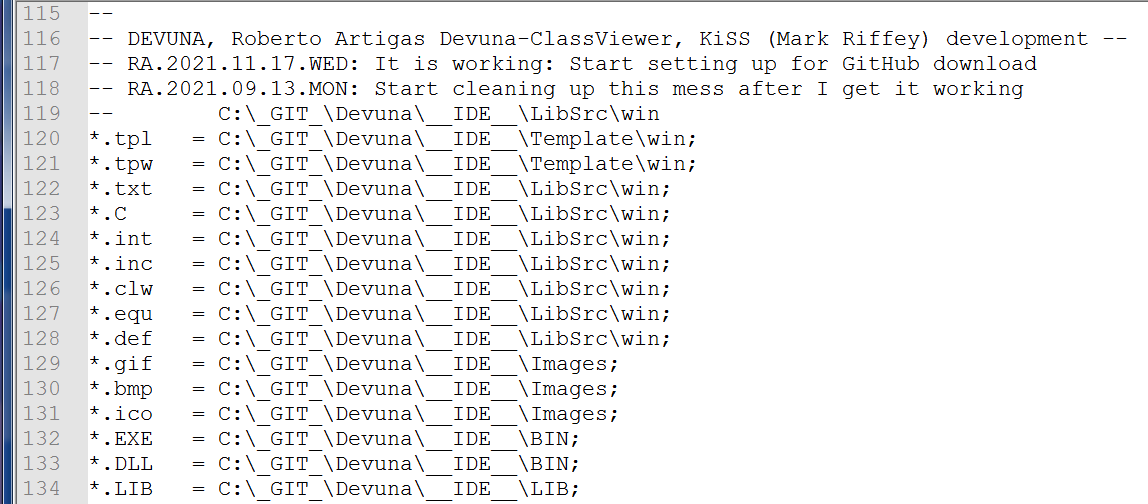 115 --
116 -- DEVUNA, Roberto Artigas Devuna-ClassViewer, KiSS (Mark Riffey) development --
117 -- RA.2021.11.17.WED: It is working: Start setting up for GitHub download
118 -- RA.2021.09.13.MON: Start cleaning up this mess after I get it working
119 --        C:\_GIT_\Devuna\__IDE__\LibSrc\win
120 *.tpl   = C:\_GIT_\Devuna\__IDE__\Template\win;
121 *.tpw   = C:\_GIT_\Devuna\__IDE__\Template\win;
122 *.txt   = C:\_GIT_\Devuna\__IDE__\LibSrc\win;
123 *.C     = C:\_GIT_\Devuna\__IDE__\LibSrc\win;
124 *.int   = C:\_GIT_\Devuna\__IDE__\LibSrc\win;
125 *.inc   = C:\_GIT_\Devuna\__IDE__\LibSrc\win;
126 *.clw   = C:\_GIT_\Devuna\__IDE__\LibSrc\win;
127 *.equ   = C:\_GIT_\Devuna\__IDE__\LibSrc\win;
128 *.def   = C:\_GIT_\Devuna\__IDE__\LibSrc\win;
129 *.gif   = C:\_GIT_\Devuna\__IDE__\Images;
130 *.bmp   = C:\_GIT_\Devuna\__IDE__\Images;
131 *.ico   = C:\_GIT_\Devuna\__IDE__\Images;
132 *.EXE   = C:\_GIT_\Devuna\__IDE__\BIN;
133 *.DLL   = C:\_GIT_\Devuna\__IDE__\BIN;
134 *.LIB   = C:\_GIT_\Devuna\__IDE__\LIB;